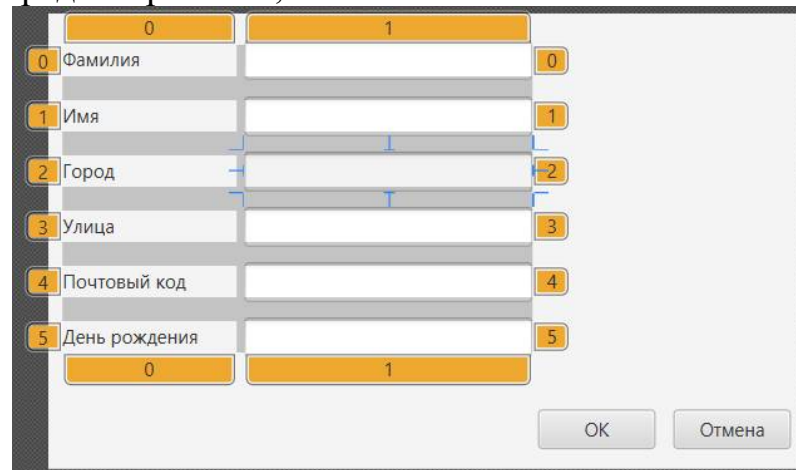 0 1
0 Фамилия 0
1 Имя 1
2 Город 2
3 Улица 3
4 Почтовый код 4
5 День рождения 5
0 1
OK Отмена